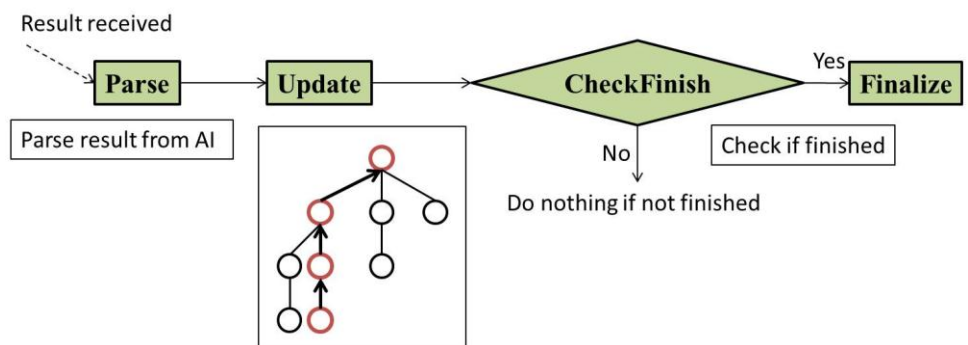 Result received
Parse
Update
CheckFinish
Yes
Finalize
Parse result from AI
No
Check if finished
Do nothing if not finished